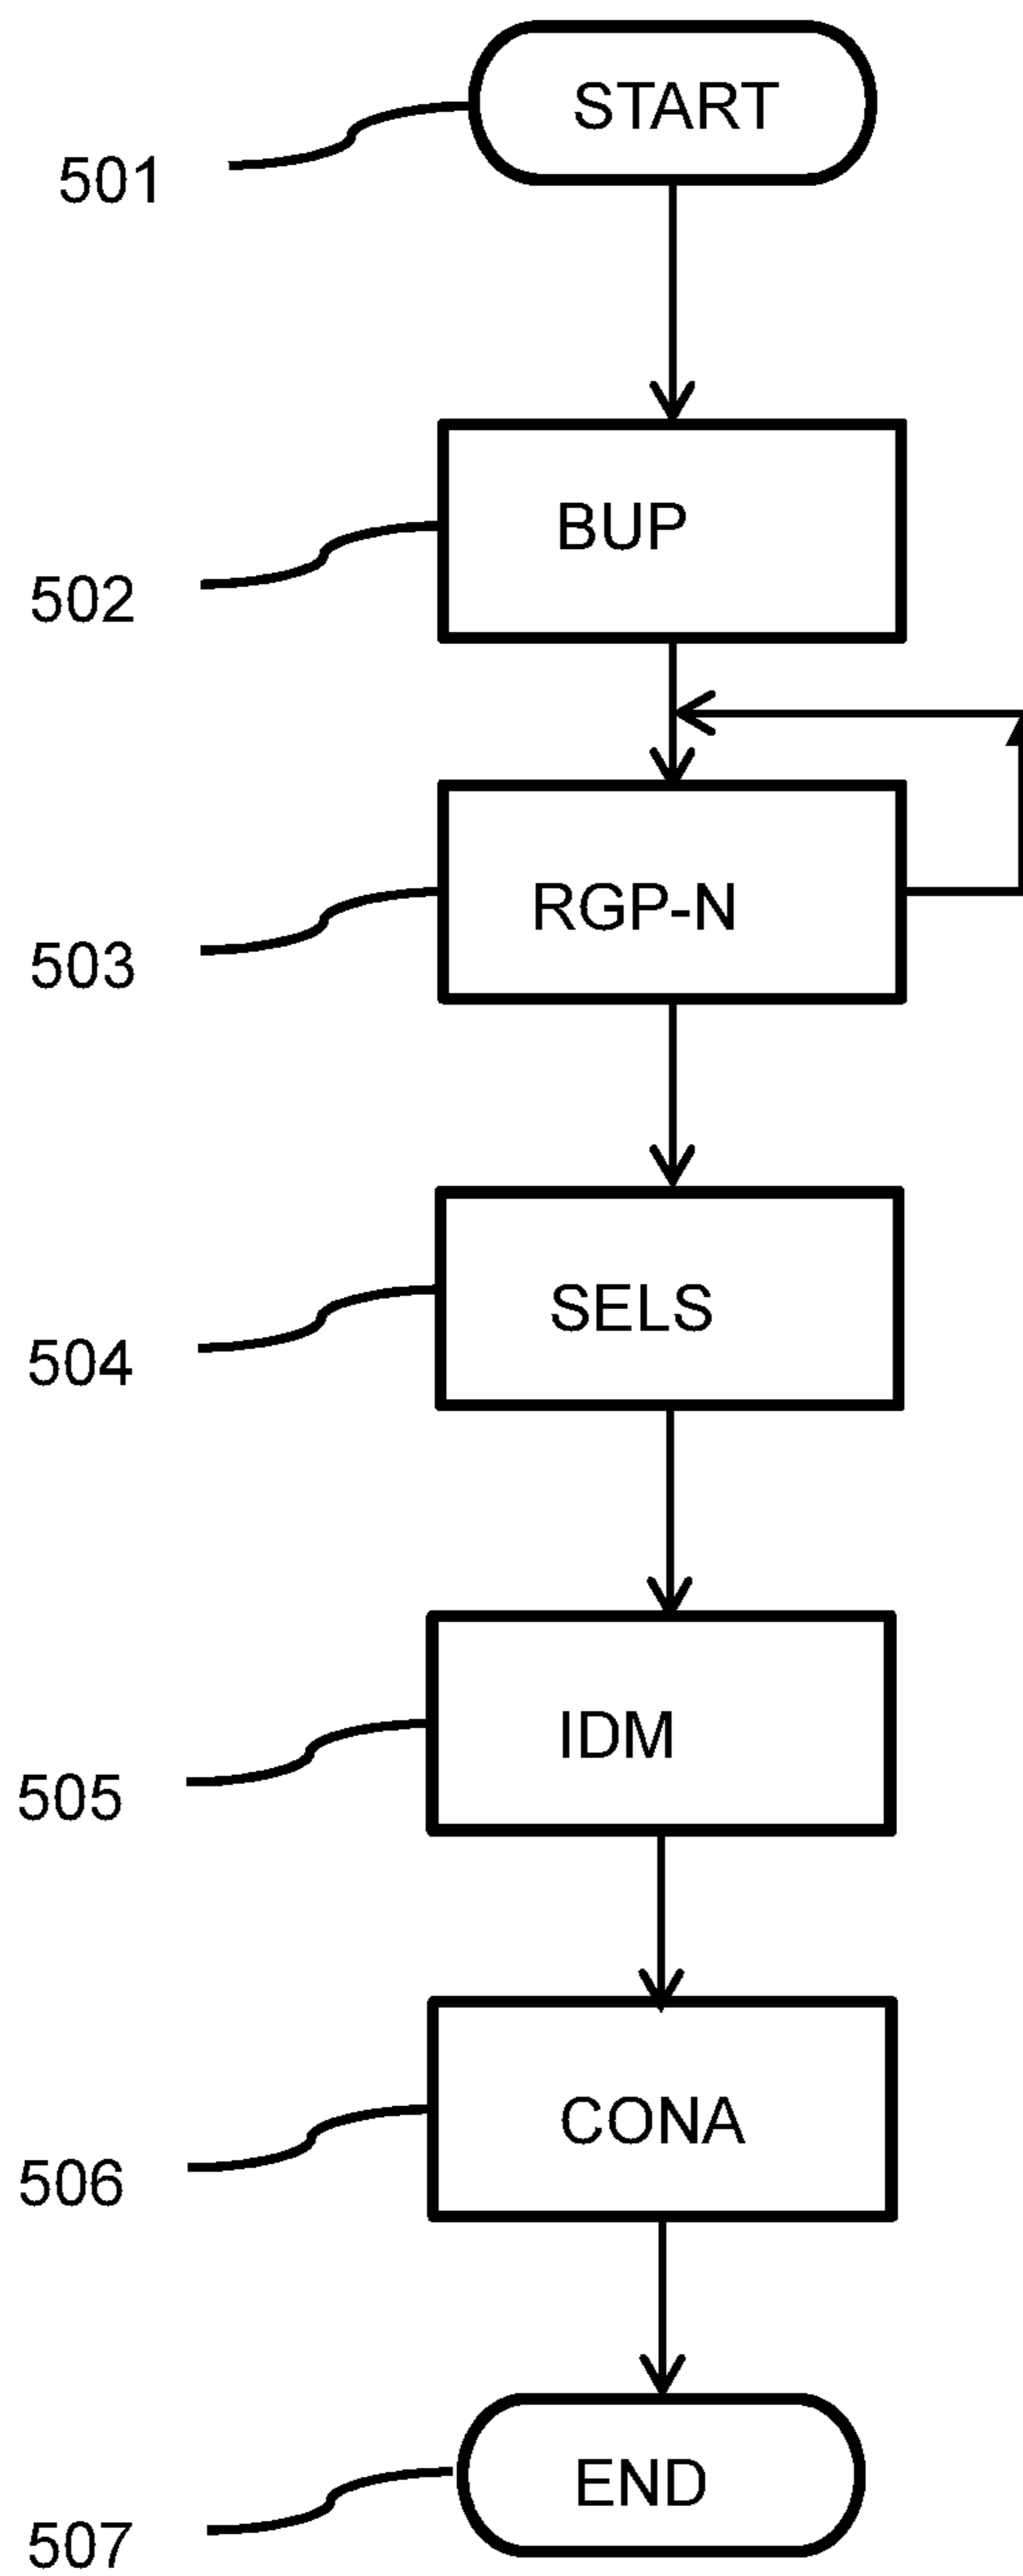 START
501
BUP
502
RGP-N
503
SELS
504
IDM
505
CONA
506
END
507